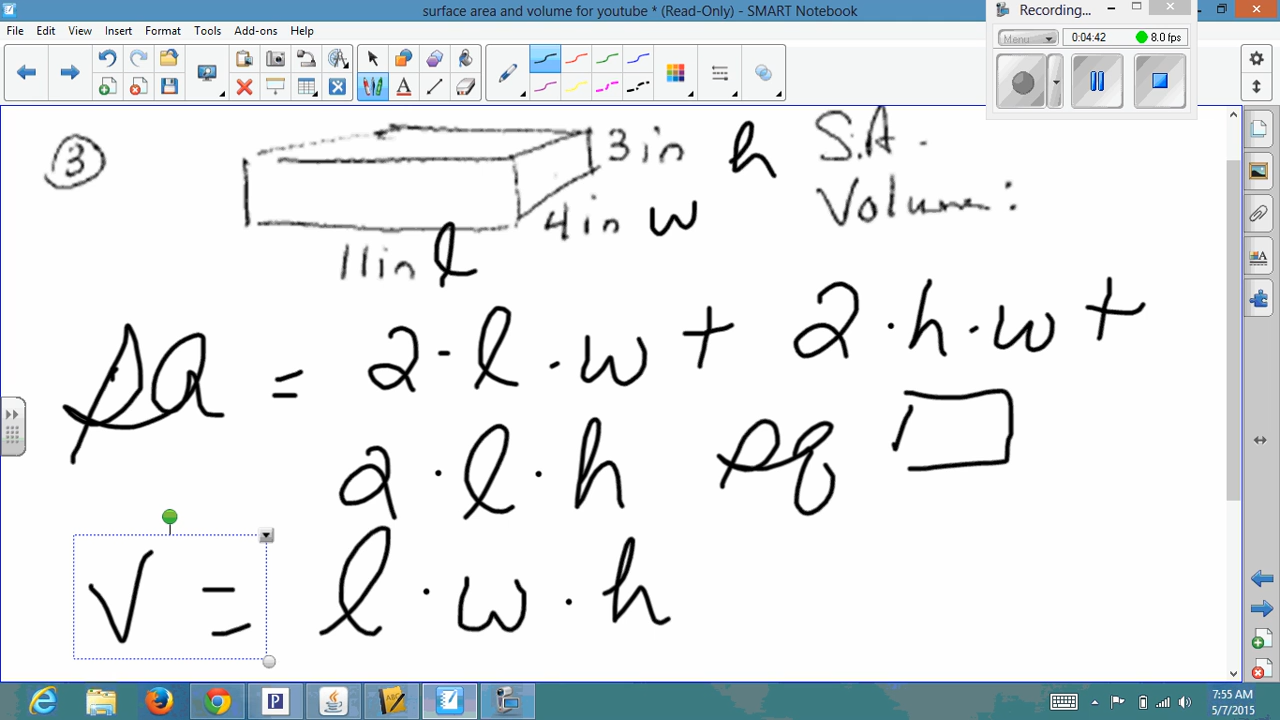 surface area and volume for youtube * (Read-Only) - SMART Notebook
Recording...
File Edit View Insert Format Tools Add-ons Help
Menu 0:04:42 8.0 fps
3 3 in h S.A.
4 in w Volume:
11 in l
SA = 2 · l · w + 2 · h · w +
2 · l · h sq
V = l · w · h
7:55 AM
5/7/2015